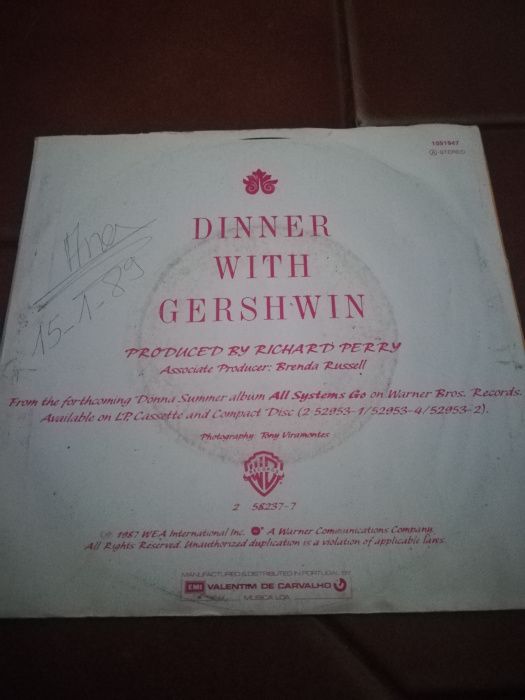 1051947
Ⓐ-STEREO
DINNER
WITH
GERSHWIN
Ana
15-1-89
PRODUCED BY RICHARD PERRY
Associate Producer: Brenda Russell
From the forthcoming Donna Summer album All Systems Go on Warner Bros. Records.
Available on LP, Cassette and Compact Disc (2 52953-1/52953-4/52953-2).
Photography: Tony Viramontes
2 58237-7
℗ 1987 WEA International Inc. A Warner Communications Company.
All Rights Reserved. Unauthorized duplication is a violation of applicable laws.
MANUFACTURED & DISTRIBUTED IN PORTUGAL BY
EMI VALENTIM DE CARVALHO
MUSICA LDA